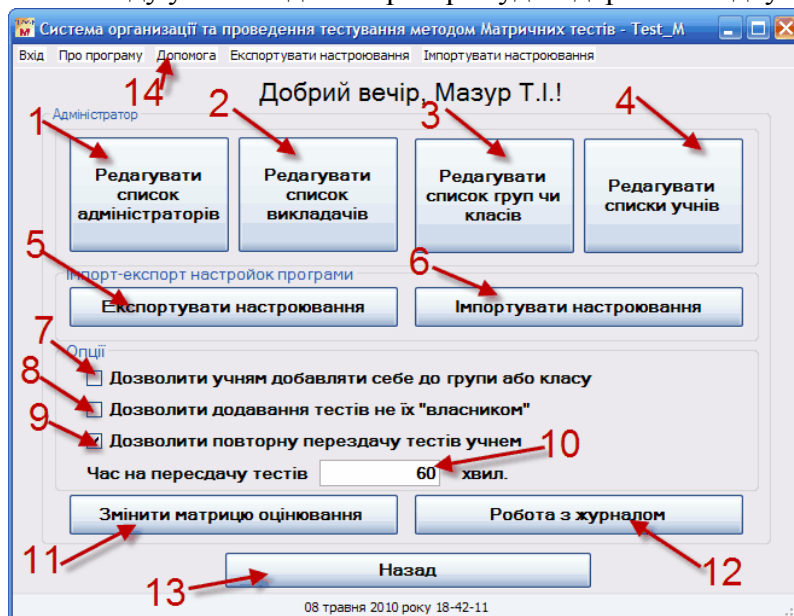 Система организації та проведення тестування методом Матричних тестів - Test_M
Вхід Про програму Допомога Експортувати настроювання Імпортувати настроювання
14
Добрий вечір, Мазур Т.І.!
1
2
3
4
Адміністратор
Редагувати
список
адміністраторів
Редагувати
список
викладачів
Редагувати
список груп чи
класів
Редагувати
списки учнів
5
6
Імпорт-експорт настройок програми
Експортувати настроювання
Імпортувати настроювання
7
Опції
Дозволити учням добавляти себе до групи або класу
8
Дозволити додавання тестів не їх "власником"
9
Дозволити повторну перездачу тестів учнем
10
Час на пересдачу тестів 60 хвил.
Змінити матрицю оцінювання
Робота з журналом
11
12
13
Назад
08 травня 2010 року 18-42-11